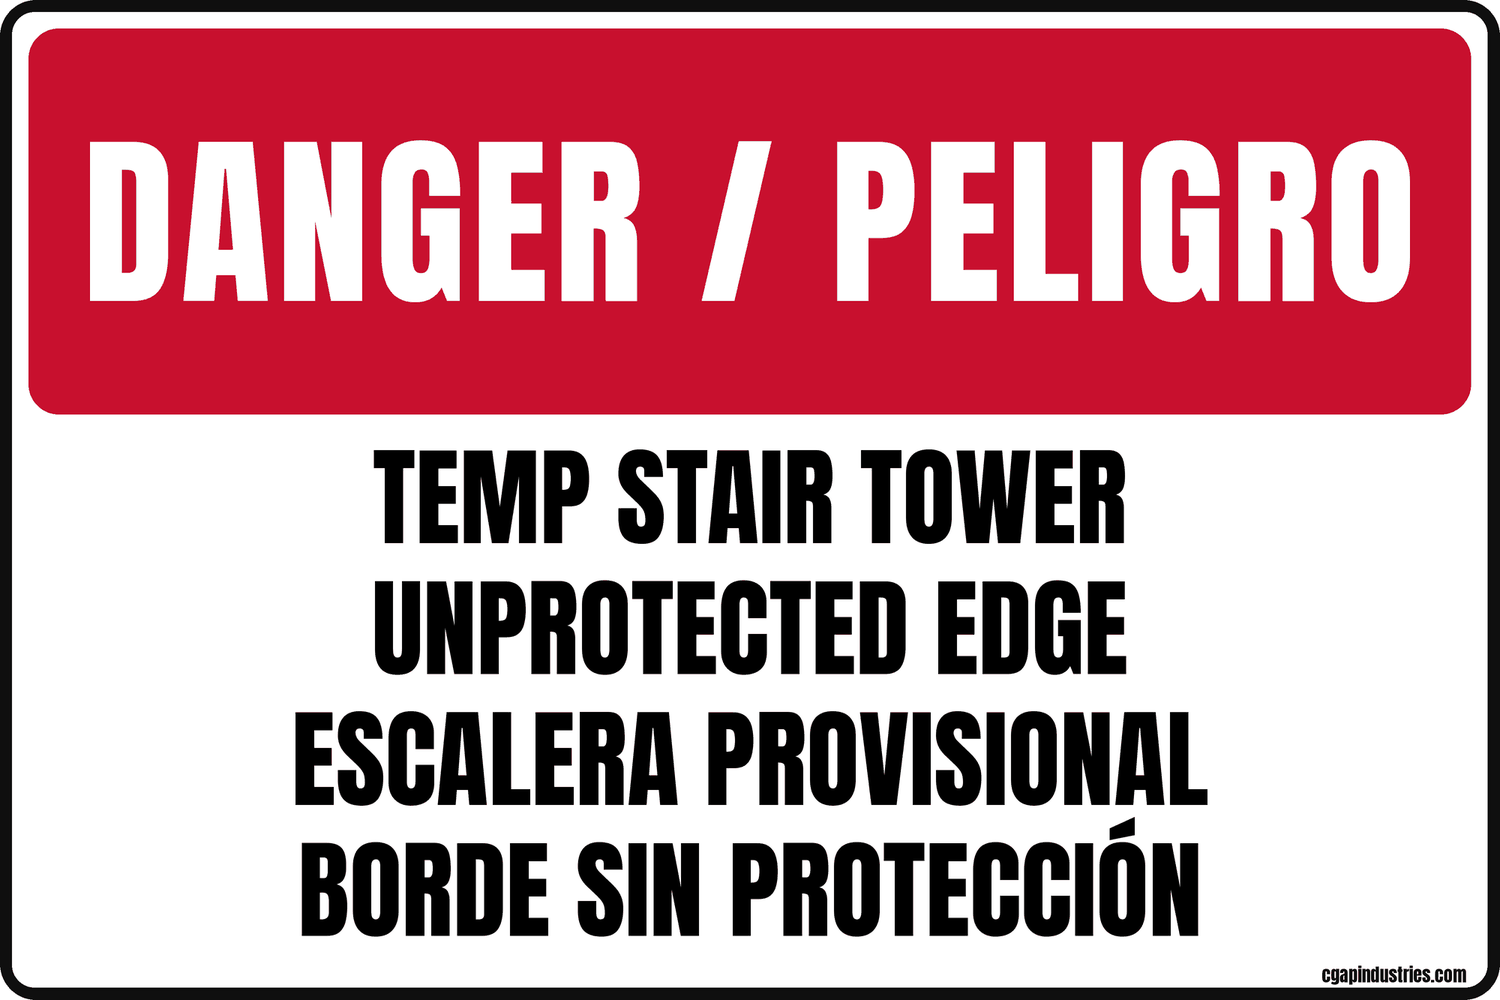 DANGER / PELIGRO
TEMP STAIR TOWER
UNPROTECTED EDGE
ESCALERA PROVISIONAL
BORDE SIN PROTECCIÓN
cgapindustries.com